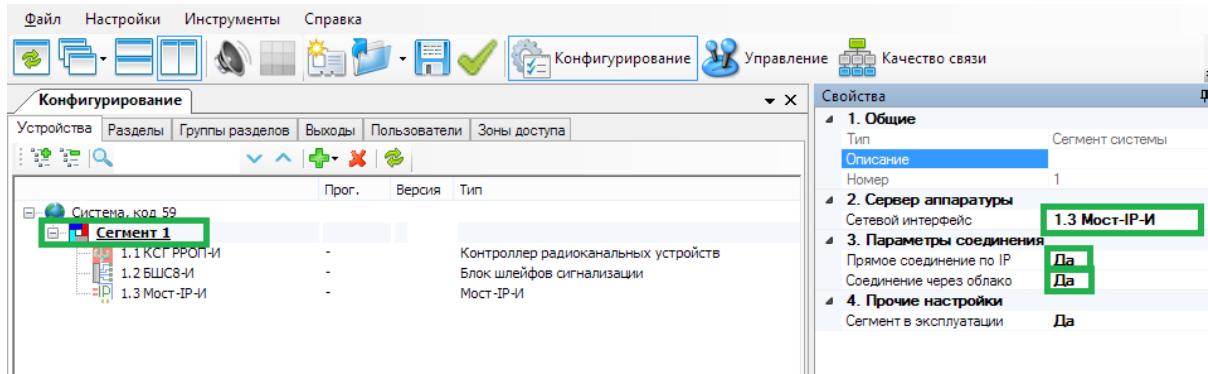 Файл Настройки Инструменты Справка
Конфигурирование Управление Качество связи
Конфигурирование
Устройства Разделы Группы разделов Выходы Пользователи Зоны доступа
Прог. Версия Тип
Система, код 59
Сегмент 1
1.1 КСГ РРОП-И - Контроллер радиоканальных устройств
1.2 БШС8-И - Блок шлейфов сигнализации
1.3 Мост-IP-И - Мост-IP-И
Свойства
1. Общие
Тип Сегмент системы
Описание
Номер 1
2. Сервер аппаратуры
Сетевой интерфейс 1.3 Мост-IP-И
3. Параметры соединения
Прямое соединение по IP Да
Соединение через облако Да
4. Прочие настройки
Сегмент в эксплуатации Да